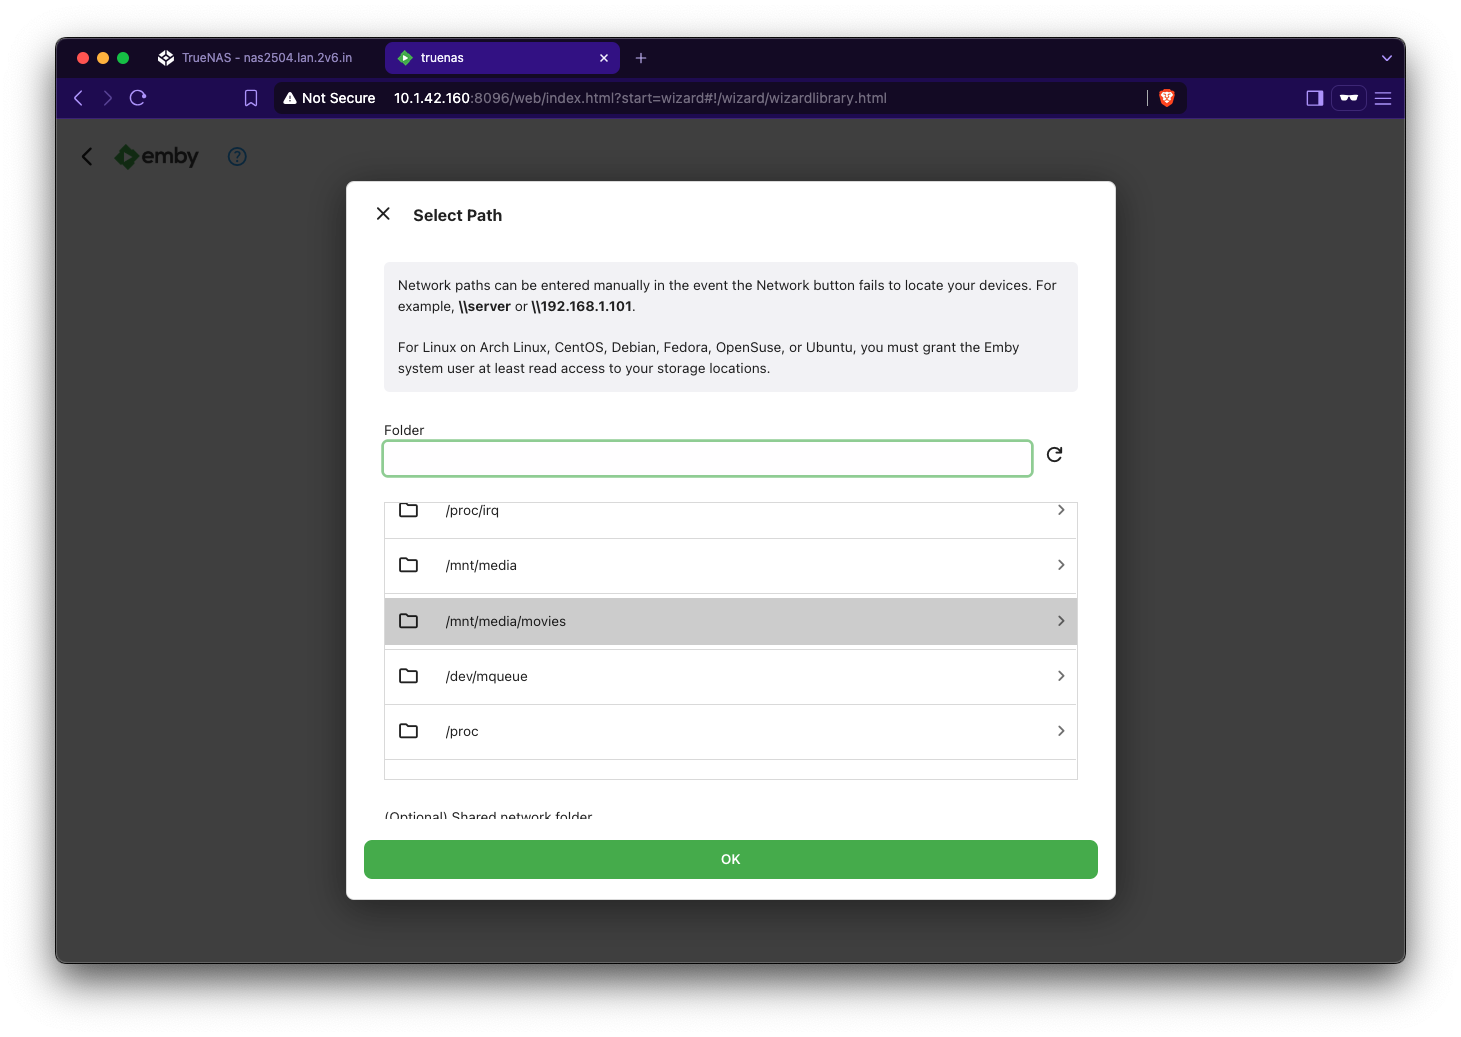 TrueNAS - nas2504.lan.2v6.in
truenas
Not Secure 10.1.42.160:8096/web/index.html?start=wizard#!/wizard/wizardlibrary.html
emby
Select Path
Network paths can be entered manually in the event the Network button fails to locate your devices. For
example, \\server or \\192.168.1.101.
For Linux on Arch Linux, CentOS, Debian, Fedora, OpenSuse, or Ubuntu, you must grant the Emby
system user at least read access to your storage locations.
Folder
/proc/irq
/mnt/media
/mnt/media/movies
/dev/mqueue
/proc
(Optional) Shared network folder
OK